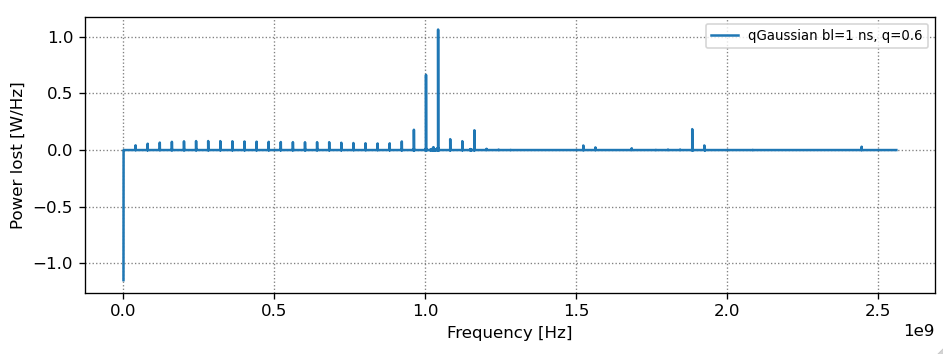 qGaussian bl=1 ns, q=0.6
Power lost [W/Hz]
1.0
0.5
0.0
−0.5
−1.0
0.0 0.5 1.0 1.5 2.0 2.5
1e9
Frequency [Hz]